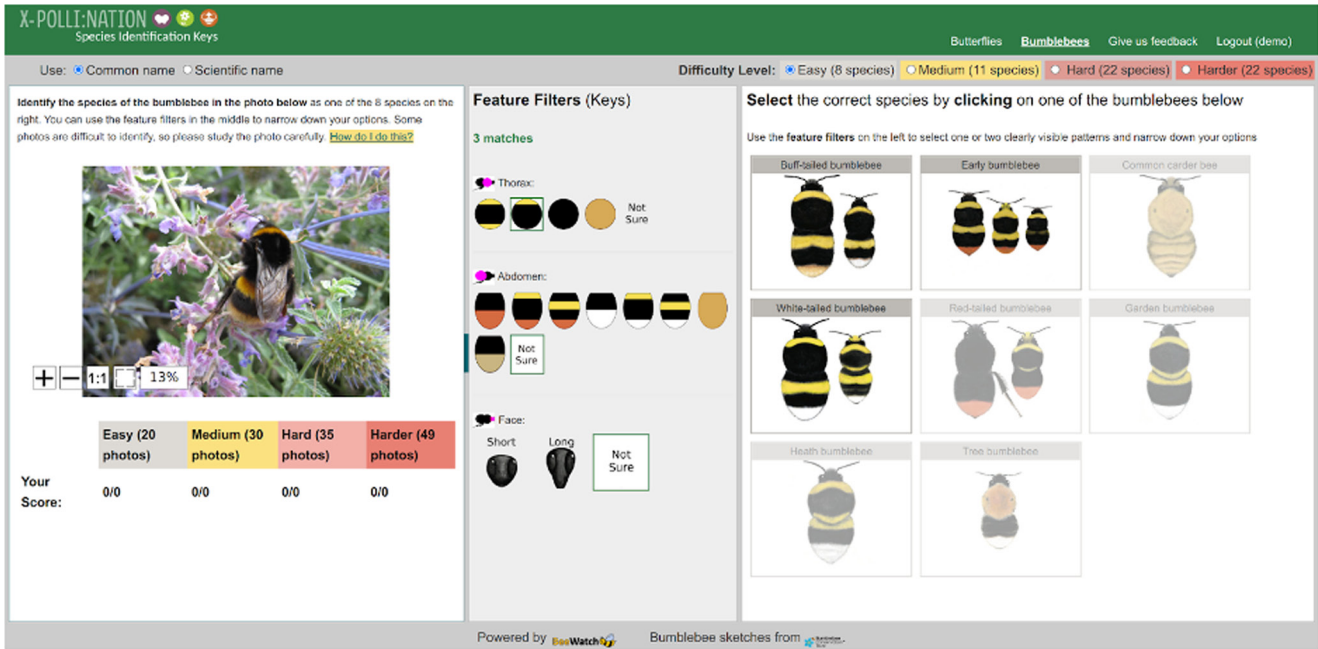 X-POLLI:NATION
Species Identification Keys
Butterflies Bumblebees Give us feedback Logout (demo)
Use: Common name Scientific name
Difficulty Level: Easy (8 species) Medium (11 species) Hard (22 species) Harder (22 species)
Identify the species of the bumblebee in the photo below as one of the 8 species on the
right. You can use the feature filters in the middle to narrow down your options. Some
photos are difficult to identify, so please study the photo carefully. How do I do this?
+ − 1:1 13%
Easy (20
photos)
Medium (30
photos)
Hard (35
photos)
Harder (49
photos)
Your
Score:
0/0 0/0 0/0 0/0
Feature Filters (Keys)
3 matches
Thorax:
Not
Sure
Abdomen:
Not
Sure
Face:
Short Long
Not
Sure
Select the correct species by clicking on one of the bumblebees below
Use the feature filters on the left to select one or two clearly visible patterns and narrow down your options
Buff-tailed bumblebee Early bumblebee Common carder bee
White-tailed bumblebee Red-tailed bumblebee Garden bumblebee
Heath bumblebee Tree bumblebee
Powered by BeeWatch Bumblebee sketches from